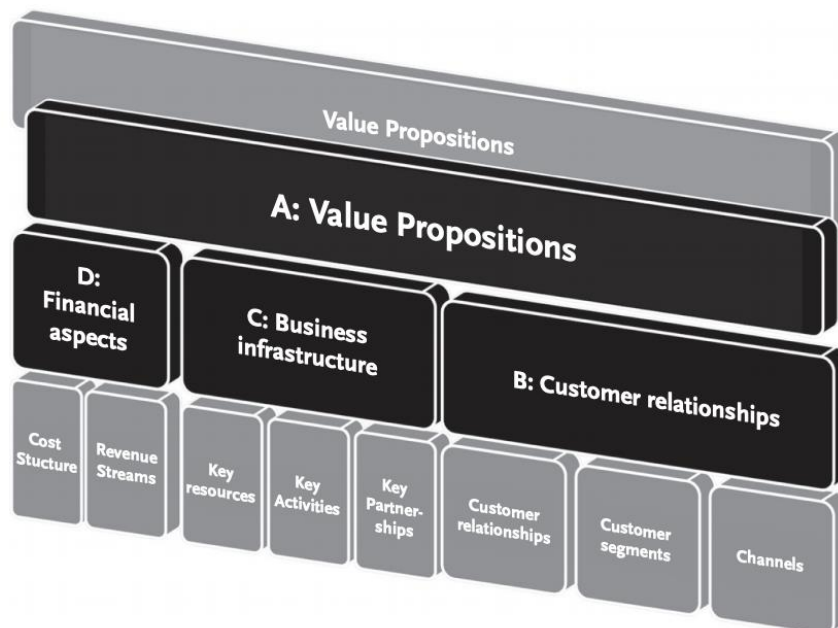 Value Propositions
A: Value Propositions
D:
Financial
aspects
C: Business
infrastructure
B: Customer relationships
Cost
Stucture
Revenue
Streams
Key
resources
Key
Activities
Key
Partner-
ships
Customer
relationships
Customer
segments
Channels